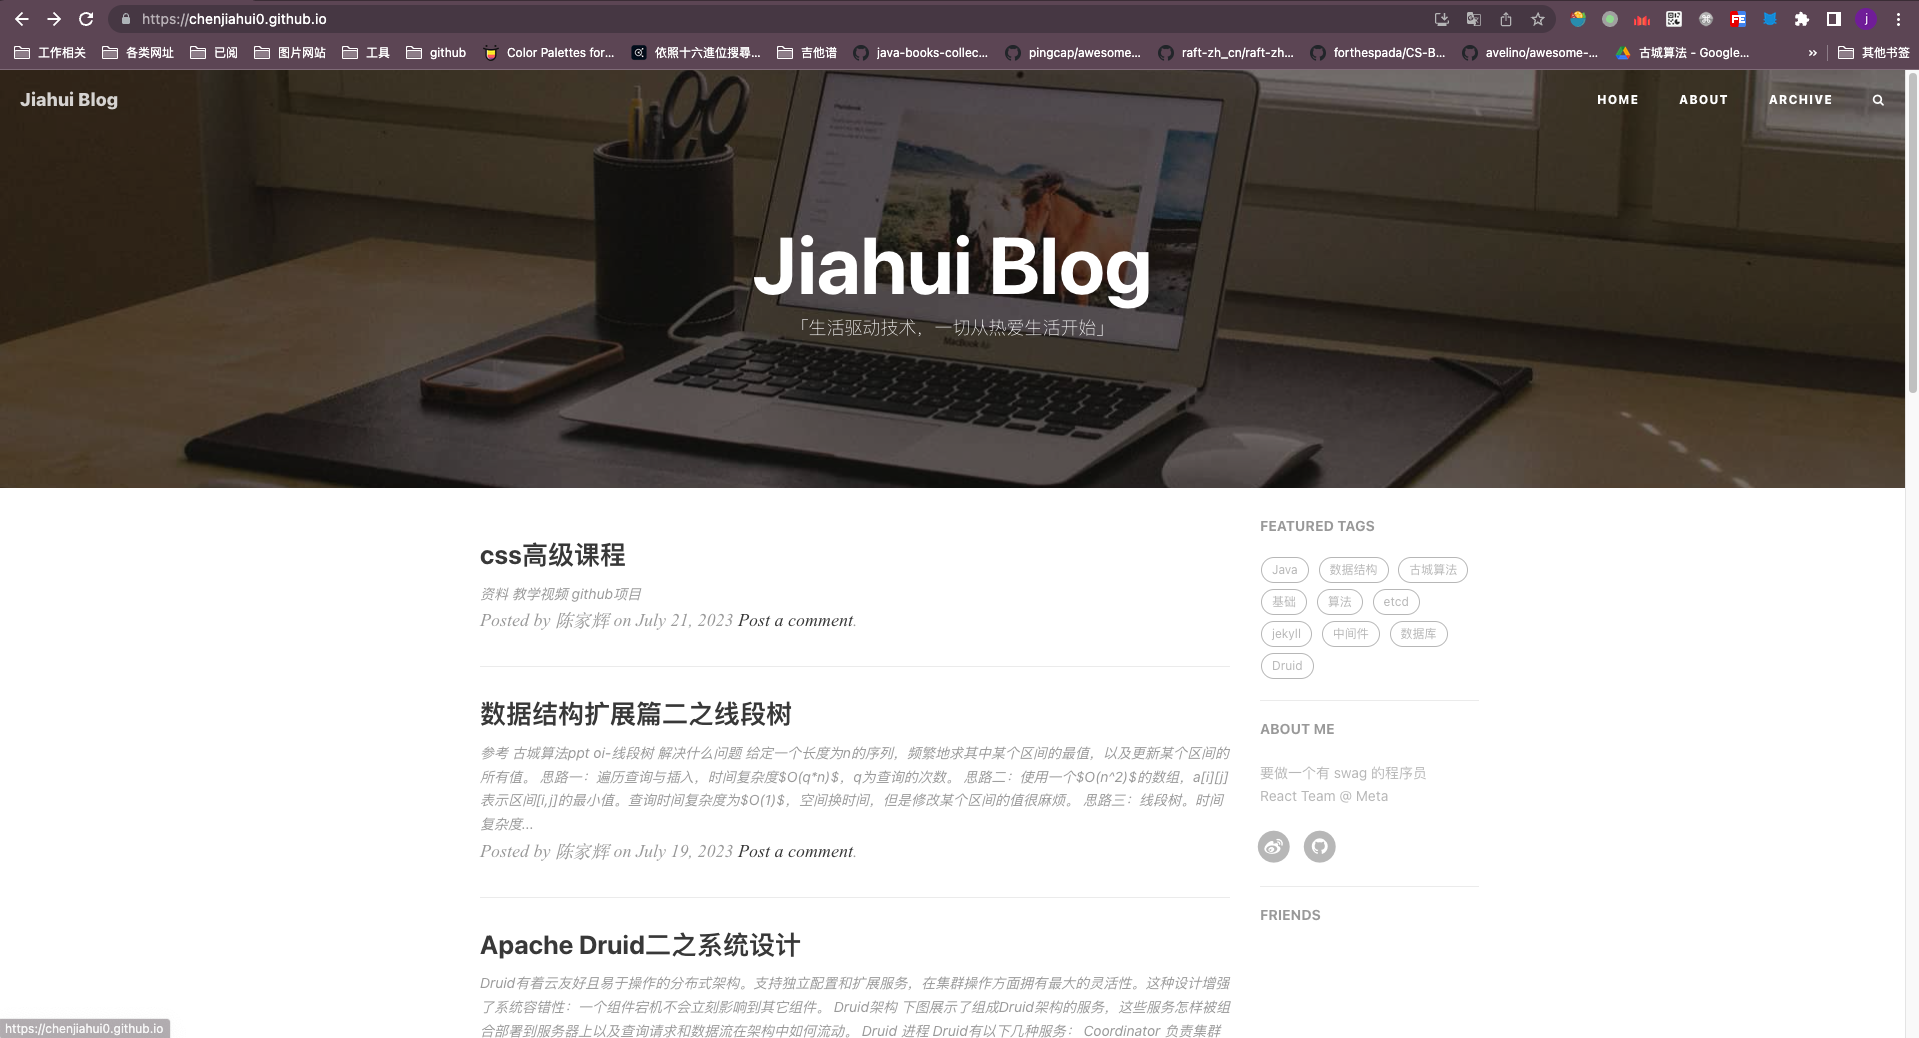 https://chenjiahui0.github.io
工作相关 各类网址 已阅 图片网站 工具 github Color Palettes for... 依照十六進位搜尋... 吉他谱 java-books-collec... pingcap/awesome... raft-zh_cn/raft-zh... forthespada/CS-B... avelino/awesome-... 古城算法 - Google... » 其他书签
Jiahui Blog HOME ABOUT ARCHIVE
Jiahui Blog
「生活驱动技术，一切从热爱生活开始」
MacBook Air
css高级课程
资料 教学视频 github项目
Posted by 陈家辉 on July 21, 2023 Post a comment.
数据结构扩展篇二之线段树
参考 古城算法ppt oi-线段树 解决什么问题 给定一个长度为n的序列，频繁地求其中某个区间的最值，以及更新某个区间的
所有值。 思路一：遍历查询与插入，时间复杂度$O(q*n)$，q为查询的次数。 思路二：使用一个$O(n^2)$的数组，a[i][j]
表示区间[i,j]的最小值。查询时间复杂度为$O(1)$，空间换时间，但是修改某个区间的值很麻烦。 思路三：线段树。时间
复杂度...
Posted by 陈家辉 on July 19, 2023 Post a comment.
Apache Druid二之系统设计
Druid有着云友好且易于操作的分布式架构。支持独立配置和扩展服务，在集群操作方面拥有最大的灵活性。这种设计增强
了系统容错性：一个组件宕机不会立刻影响到其它组件。 Druid架构 下图展示了组成Druid架构的服务，这些服务怎样被组
合部署到服务器上以及查询请求和数据流在架构中如何流动。 Druid 进程 Druid有以下几种服务： Coordinator 负责集群
FEATURED TAGS
Java 数据结构 古城算法
基础 算法 etcd
jekyll 中间件 数据库
Druid
ABOUT ME
要做一个有 swag 的程序员
React Team @ Meta
FRIENDS
https://chenjiahui0.github.io